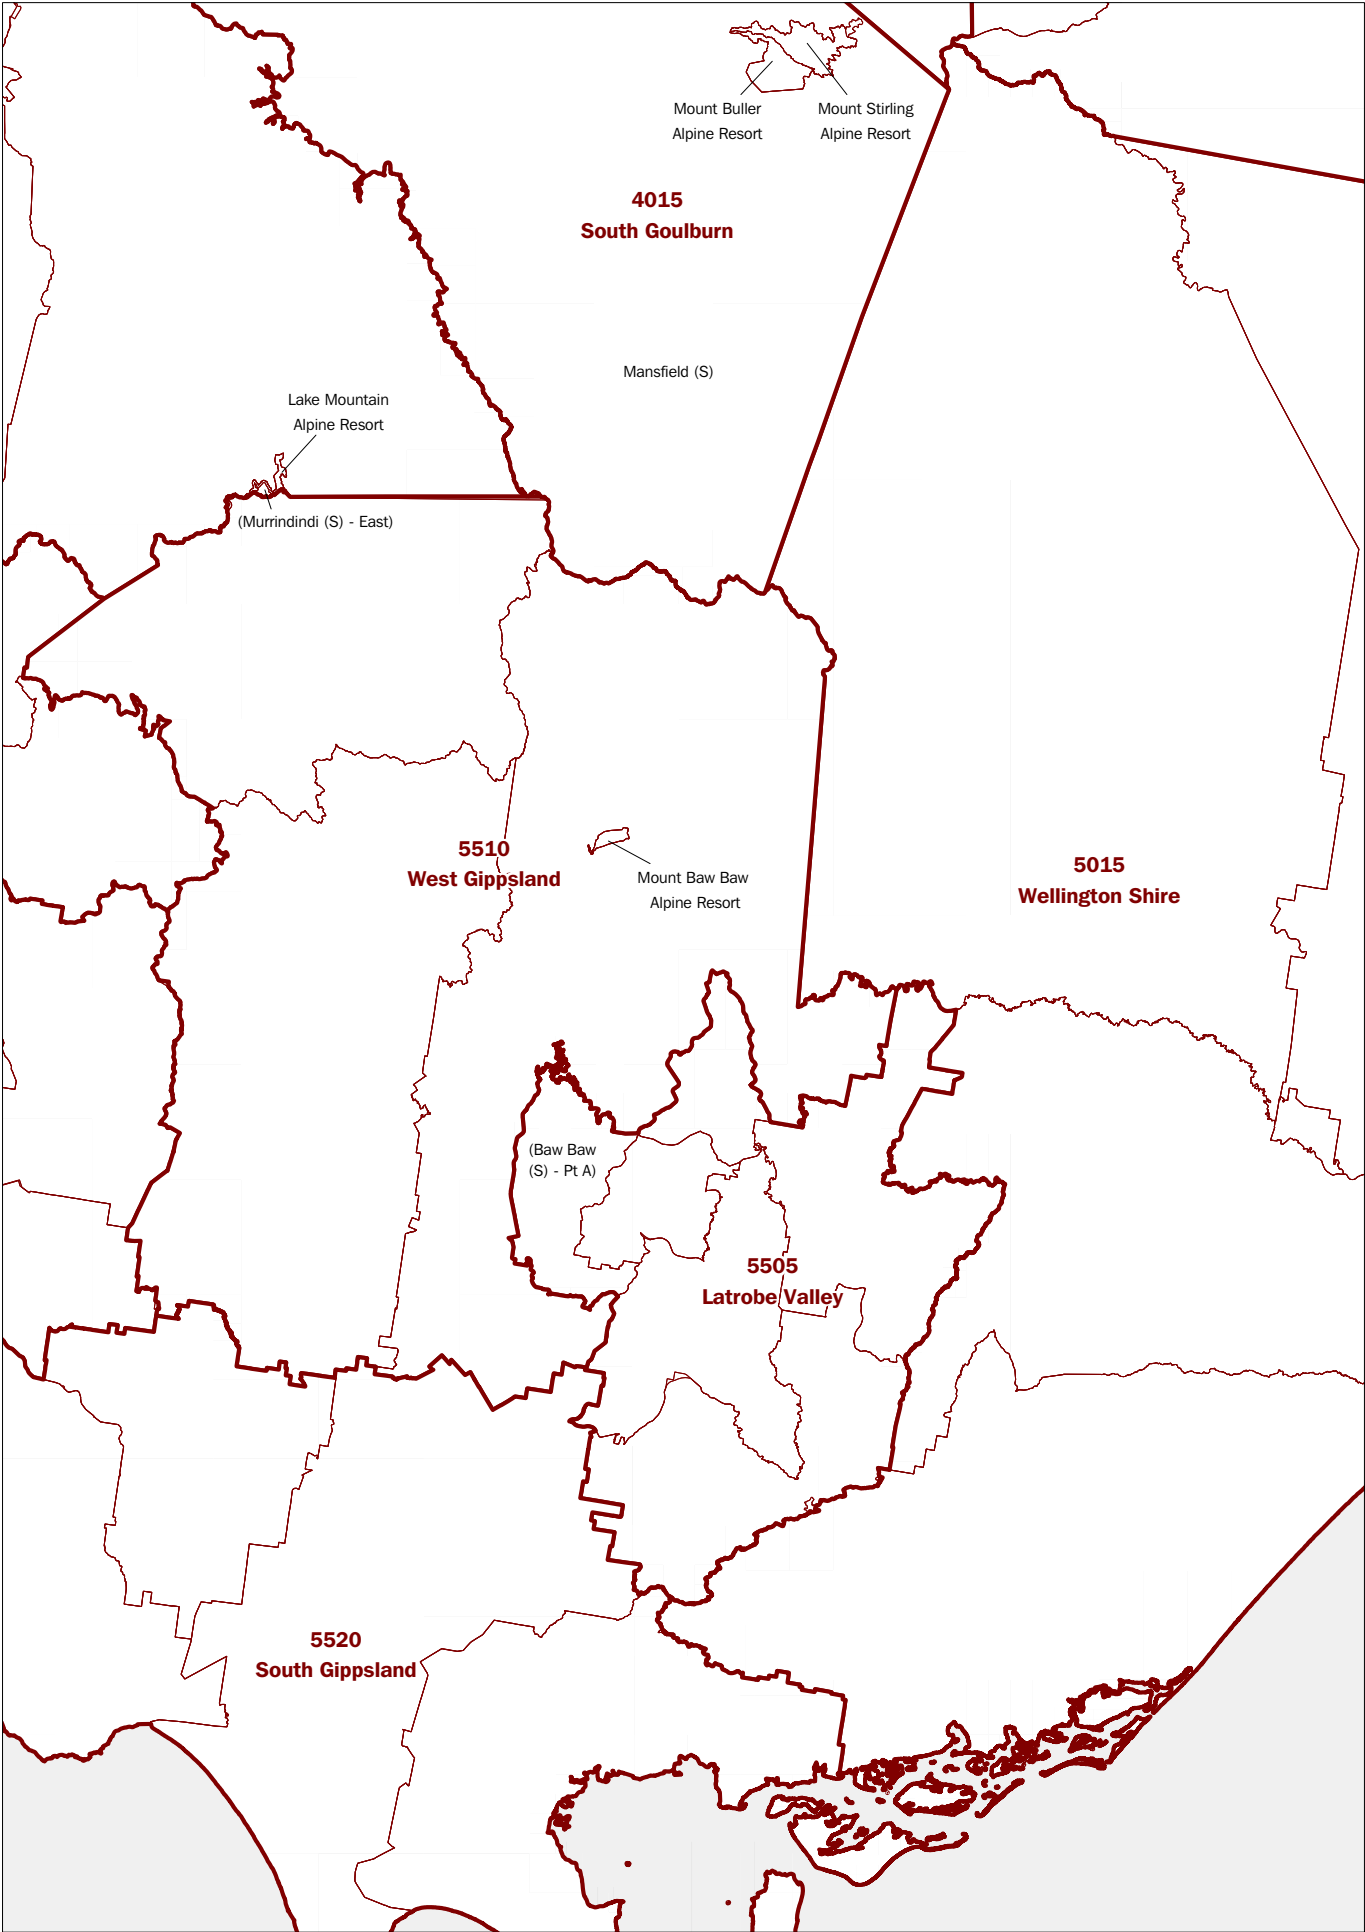 Mount Buller
Alpine Resort
Mount Stirling
Alpine Resort
4015
South Goulburn
Mansfield (S)
Lake Mountain
Alpine Resort
(Murrindindi (S) - East)
5510
West Gippsland
Mount Baw Baw
Alpine Resort
5015
Wellington Shire
(Baw Baw
(S) - Pt A)
5505
Latrobe Valley
5520
South Gippsland